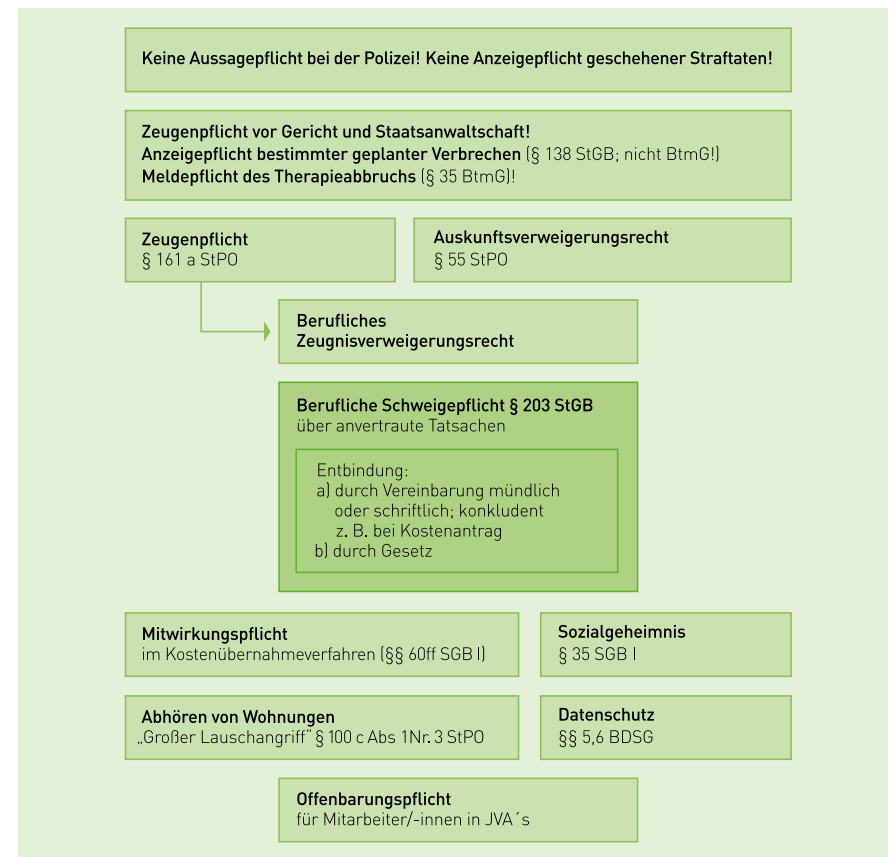 Keine Aussagepflicht bei der Polizei! Keine Anzeigepflicht geschehener Straftaten!
Zeugenpflicht vor Gericht und Staatsanwaltschaft!
Anzeigepflicht bestimmter geplanter Verbrechen (§ 138 StGB; nicht BtmG!)
Meldepflicht des Therapieabbruchs (§ 35 BtmG)!
Zeugenpflicht
§ 161 a StPO
Auskunftsverweigerungsrecht
§ 55 StPO
Berufliches
Zeugnisverweigerungsrecht
Berufliche Schweigepflicht § 203 StGB
über anvertraute Tatsachen
Entbindung:
a) durch Vereinbarung mündlich
oder schriftlich; konkludent
z. B. bei Kostenantrag
b) durch Gesetz
Mitwirkungspflicht
im Kostenübernahmeverfahren (§§ 60ff SGB I)
Sozialgeheimnis
§ 35 SGB I
Abhören von Wohnungen
„Großer Lauschangriff" § 100 c Abs 1Nr. 3 StPO
Datenschutz
§§ 5,6 BDSG
Offenbarungspflicht
für Mitarbeiter/-innen in JVA´s